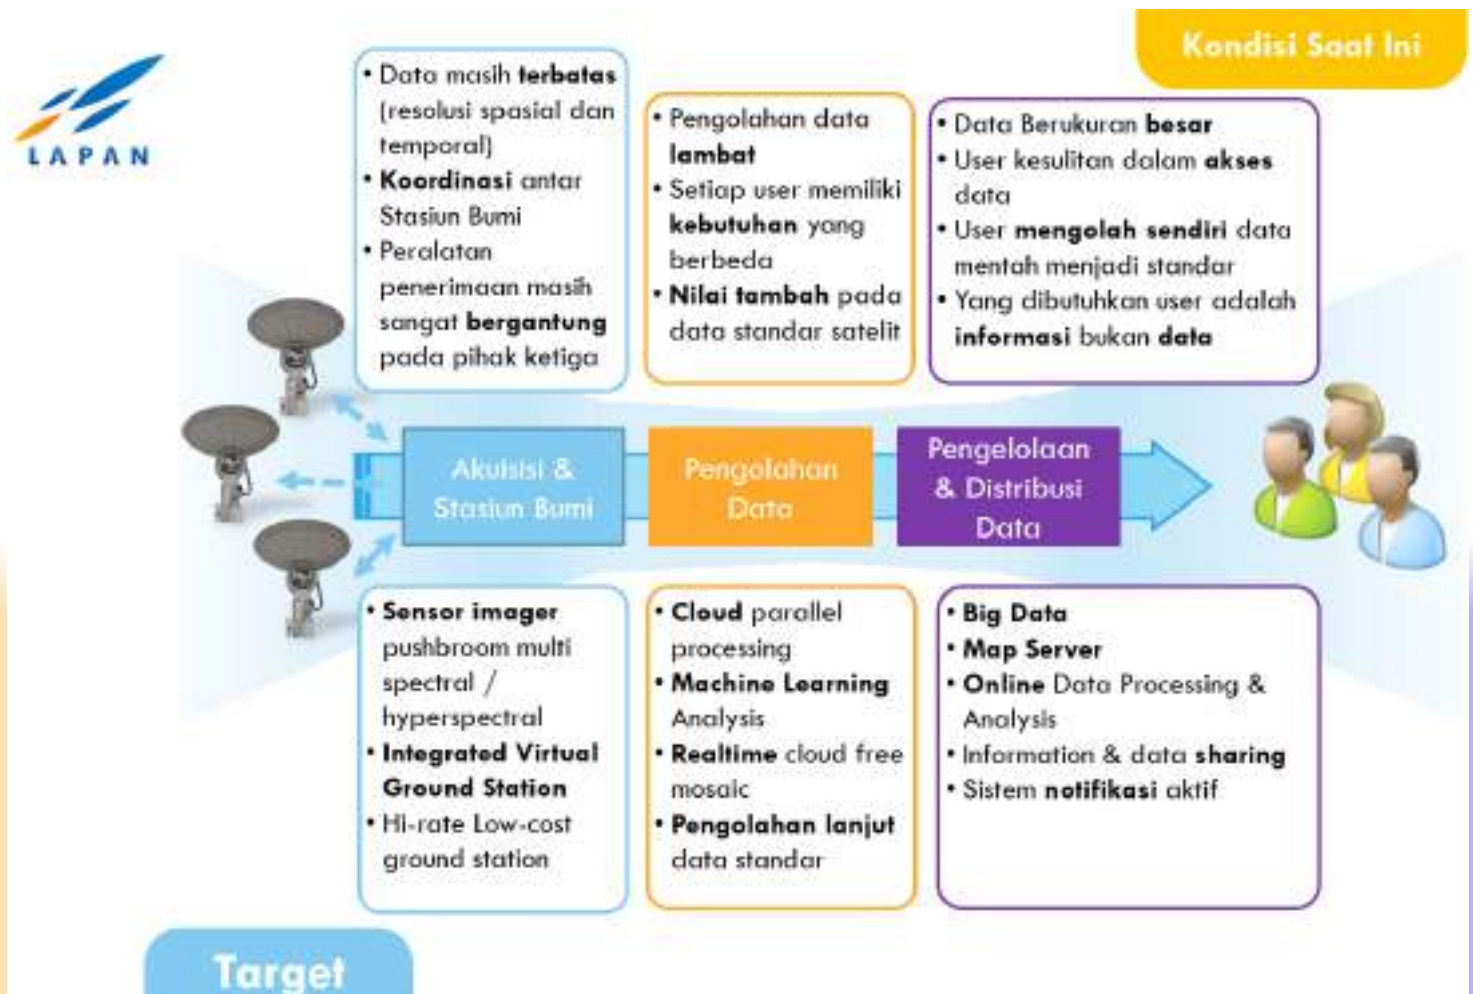 Kondisi Saat Ini
LAPAN
• Data masih terbatas
(resolusi spasial dan
temporal)
• Koordinasi antar
Stasiun Bumi
• Peralatan
penerimaan masih
sangat bergantung
pada pihak ketiga
• Pengolahan data
lambat
• Setiap user memiliki
kebutuhan yang
berbeda
• Nilai tambah pada
data standar satelit
• Data Berukuran besar
• User kesulitan dalam akses
data
• User mengolah sendiri data
mentah menjadi standar
• Yang dibutuhkan user adalah
informasi bukan data
Akuisisi &
Stasiun Bumi
Pengolahan
Data
Pengelolaan
& Distribusi
Data
• Sensor imager
pushbroom multi
spectral /
hyperspectral
• Integrated Virtual
Ground Station
• Hi-rate Low-cost
ground station
• Cloud parallel
processing
• Machine Learning
Analysis
• Realtime cloud free
mosaic
• Pengolahan lanjut
data standar
• Big Data
• Map Server
• Online Data Processing &
Analysis
• Information & data sharing
• Sistem notifikasi aktif
Target